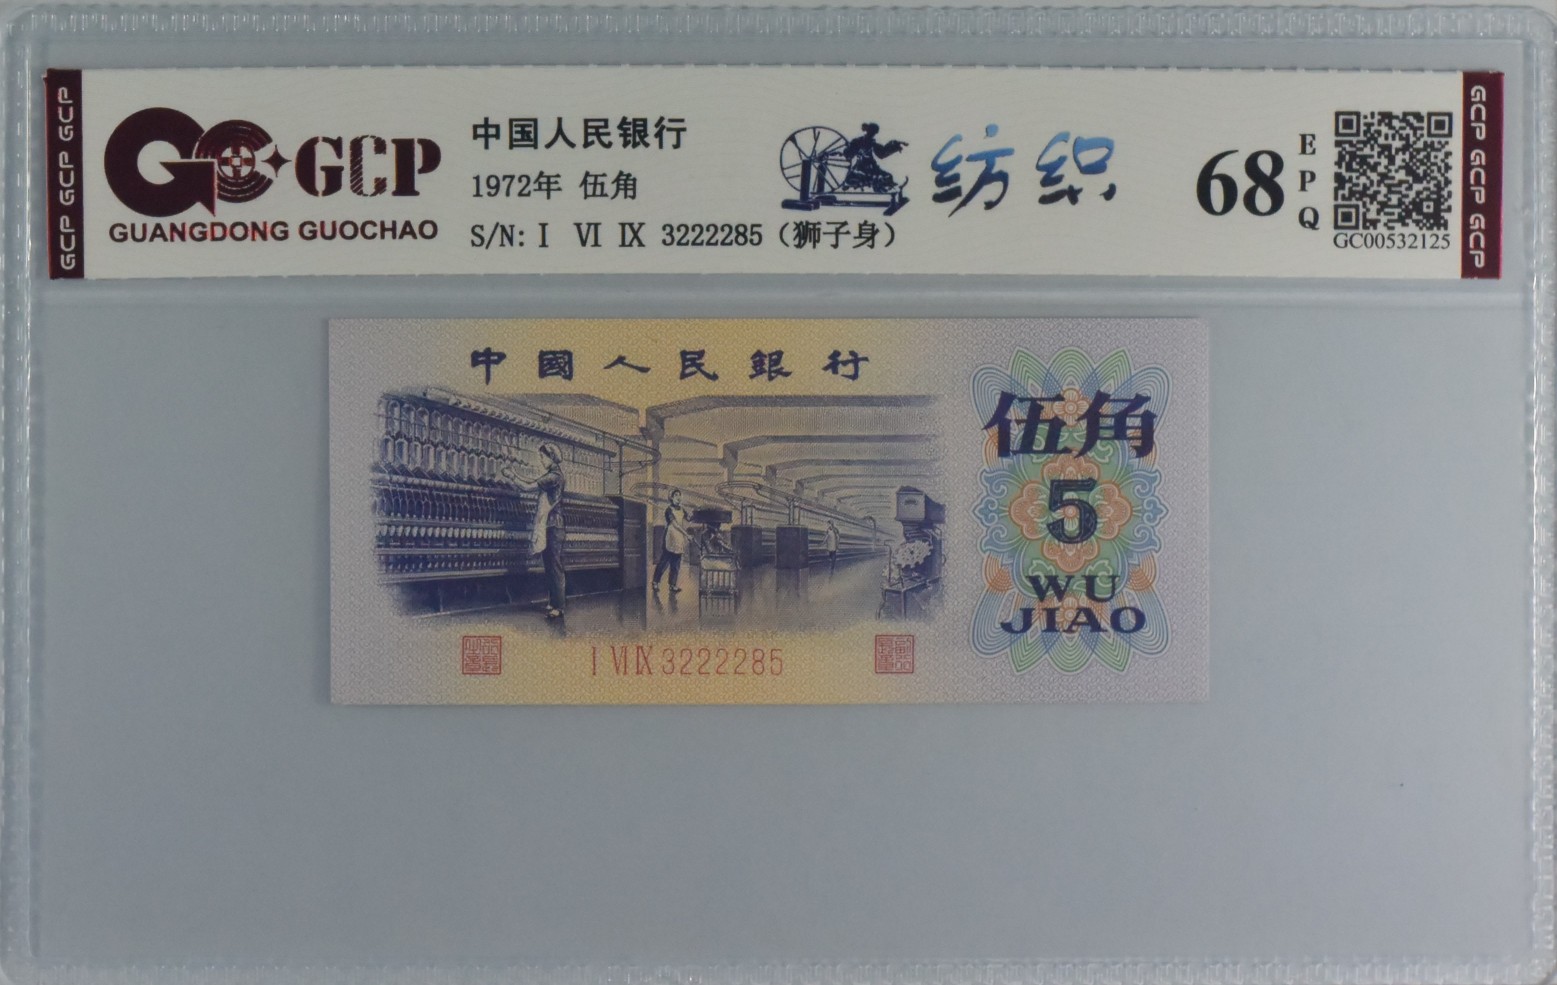 GCP GCP GCP
GCP
GUANGDONG GUOCHAO
中国人民银行
1972年 伍角
S/N: I VI IX 3222285（狮子身）
纺织
68
EPQ
GC00532125
GCP GCP GCP
中國人民銀行
伍角
5
WU
JIAO
I VI IX 3222285